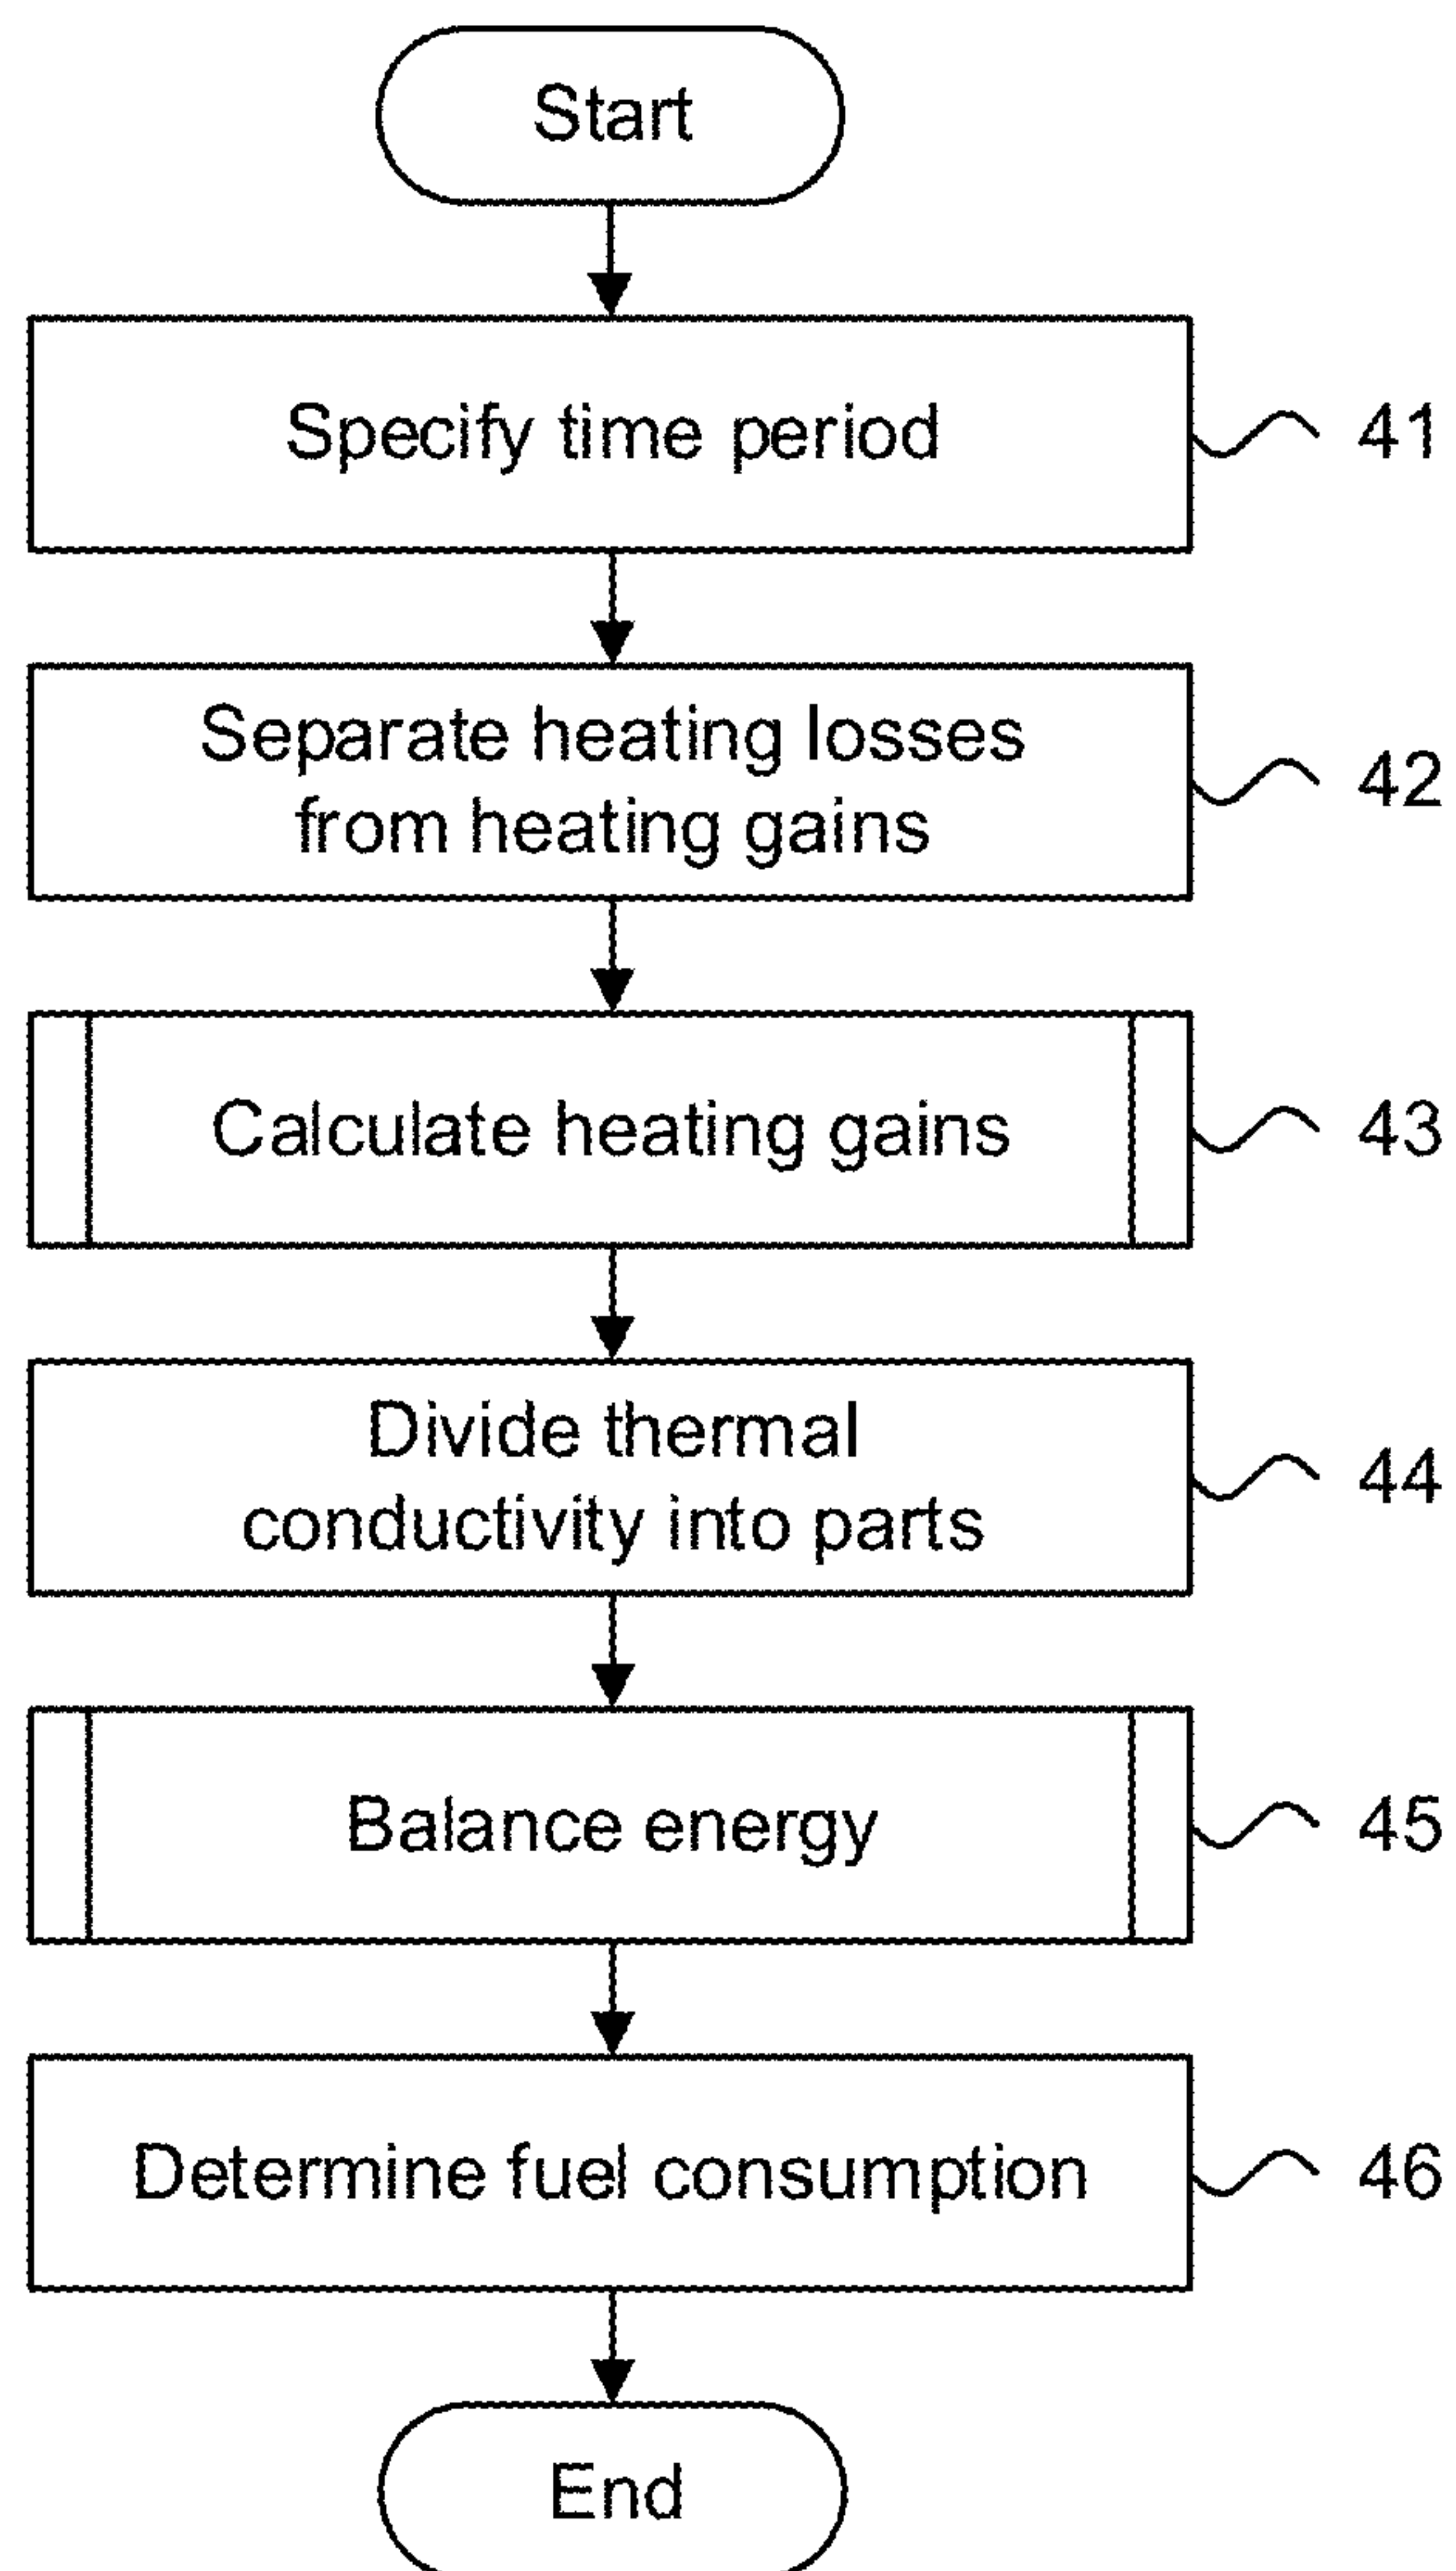 Start
Specify time period
41
Separate heating losses
from heating gains
42
Calculate heating gains
43
Divide thermal
conductivity into parts
44
Balance energy
45
Determine fuel consumption
46
End